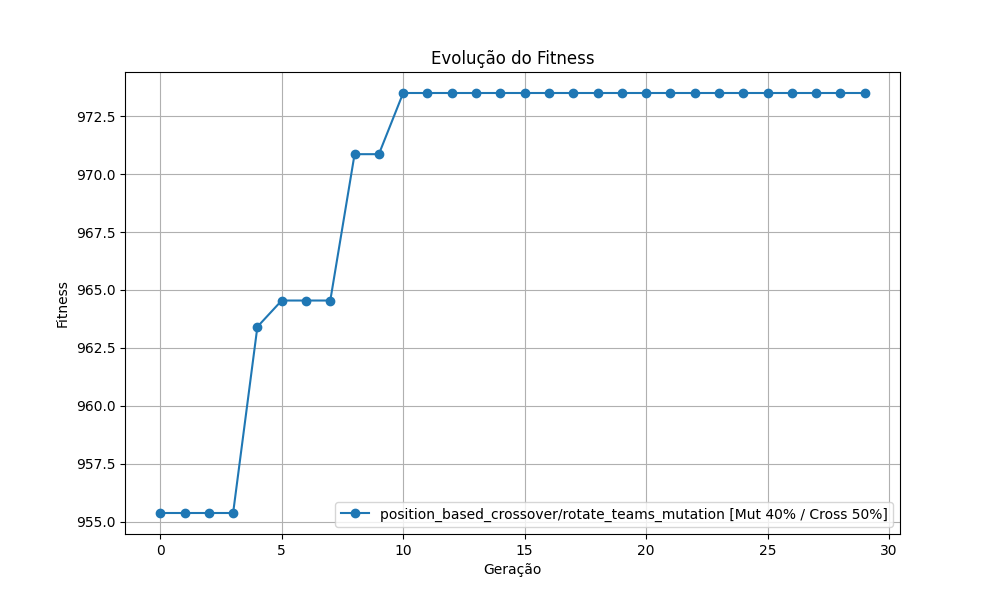 Evolução do Fitness
Fitness
972.5
970.0
967.5
965.0
962.5
960.0
957.5
955.0
position_based_crossover/rotate_teams_mutation [Mut 40% / Cross 50%]
0 5 10 15 20 25 30
Geração